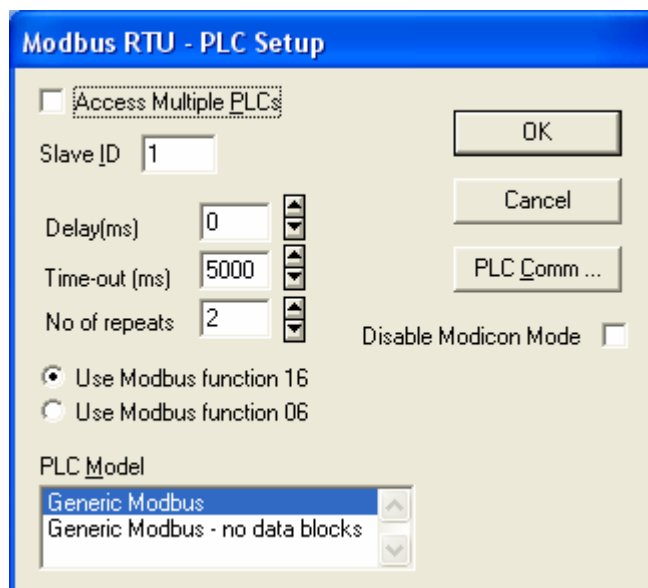 Modbus RTU - PLC Setup
Access Multiple PLCs
OK
Slave ID 1
Cancel
Delay(ms) 0
Time-out (ms) 5000
PLC Comm ...
No of repeats 2
Disable Modicon Mode
Use Modbus function 16
Use Modbus function 06
PLC Model
Generic Modbus
Generic Modbus - no data blocks